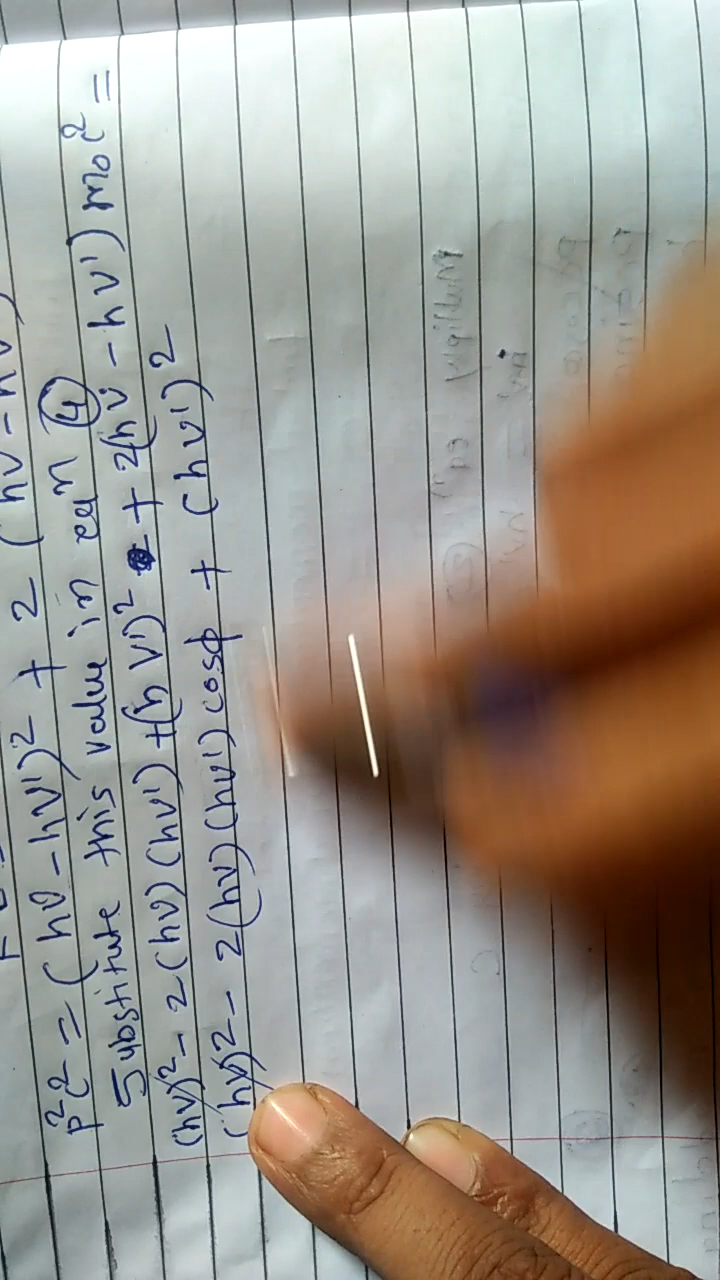 p²c² = (hν - hν')² + 2 (hν - hν')
Substitute this value in eqn ④
(hν)² - 2(hν)(hν') + (hν')² + 2(hν - hν') m₀c² =
(hν)² - 2(hν)(hν')cosϕ + (hν')²